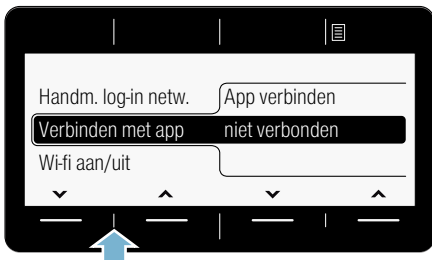 Handm. log-in netw. App verbinden
Verbinden met app niet verbonden
Wi-fi aan/uit